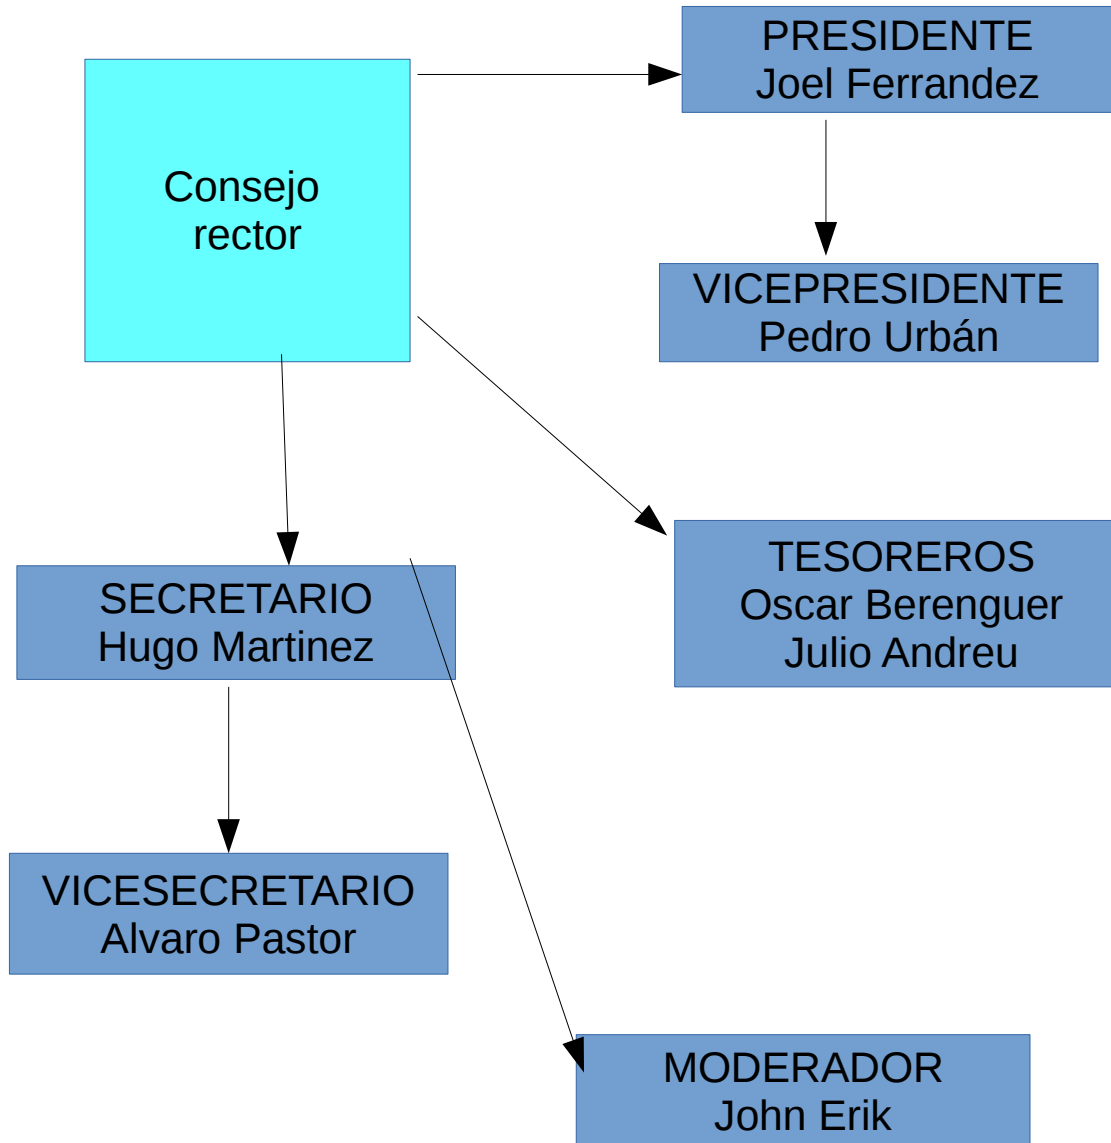 PRESIDENTE
Joel Ferrandez
Consejo
rector
VICEPRESIDENTE
Pedro Urbán
TESOREROS
Oscar Berenguer
Julio Andreu
SECRETARIO
Hugo Martinez
VICESECRETARIO
Alvaro Pastor
MODERADOR
John Erik